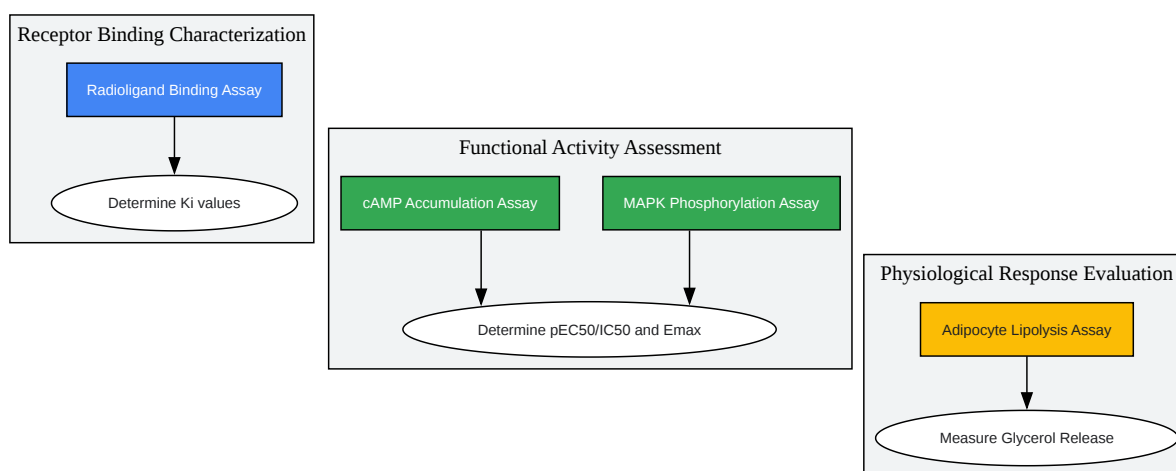 Receptor Binding Characterization
Radioligand Binding Assay
Determine Ki values
Functional Activity Assessment
cAMP Accumulation Assay
MAPK Phosphorylation Assay
Determine pEC50/IC50 and Emax
Physiological Response Evaluation
Adipocyte Lipolysis Assay
Measure Glycerol Release